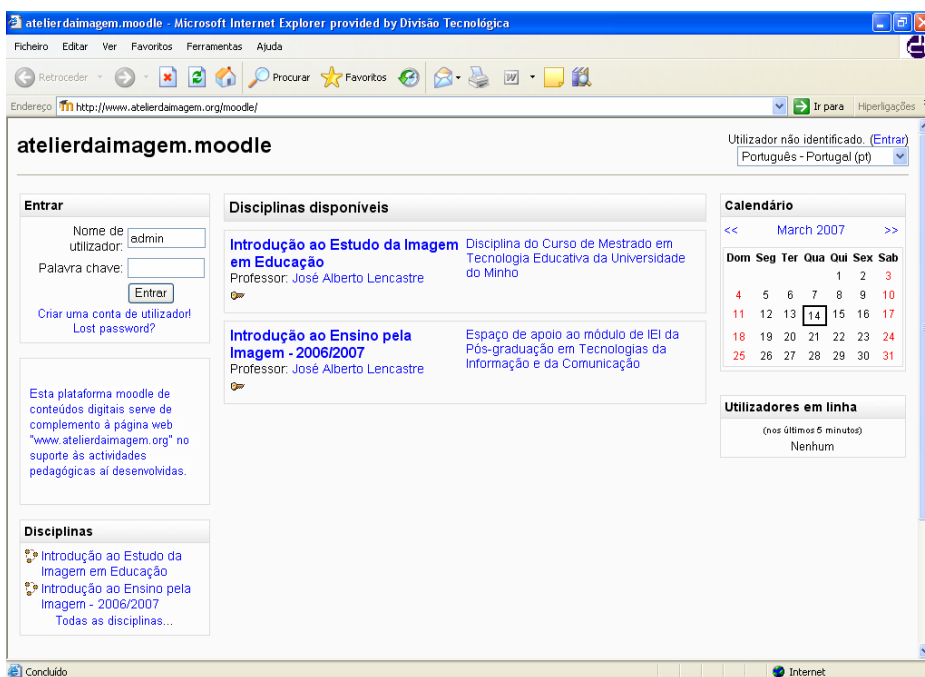 atelierdaimagem.moodle - Microsoft Internet Explorer provided by Divisão Tecnológica
Ficheiro Editar Ver Favoritos Ferramentas Ajuda
Retroceder Procurar Favoritos
Endereço http://www.atelierdaimagem.org/moodle/ Ir para Hiperligações
atelierdaimagem.moodle
Utilizador não identificado. (Entrar)
Português - Portugal (pt)
Entrar
Nome de
utilizador: admin
Palavra chave:
Entrar
Criar uma conta de utilizador!
Lost password?
Esta plataforma moodle de
conteúdos digitais serve de
complemento à página web
"www.atelierdaimagem.org" no
suporte às actividades
pedagógicas aí desenvolvidas.
Disciplinas
Introdução ao Estudo da
Imagem em Educação
Introdução ao Ensino pela
Imagem - 2006/2007
Todas as disciplinas...
Disciplinas disponíveis
Introdução ao Estudo da Imagem
em Educação
Professor: José Alberto Lencastre
Disciplina do Curso de Mestrado em
Tecnologia Educativa da Universidade
do Minho
Introdução ao Ensino pela
Imagem - 2006/2007
Professor: José Alberto Lencastre
Espaço de apoio ao módulo de IEI da
Pós-graduação em Tecnologias da
Informação e da Comunicação
Calendário
<< March 2007 >>
Dom Seg Ter Qua Qui Sex Sab
1 2 3
4 5 6 7 8 9 10
11 12 13 14 15 16 17
18 19 20 21 22 23 24
25 26 27 28 29 30 31
Utilizadores em linha
(nos últimos 5 minutos)
Nenhum
Concluído Internet